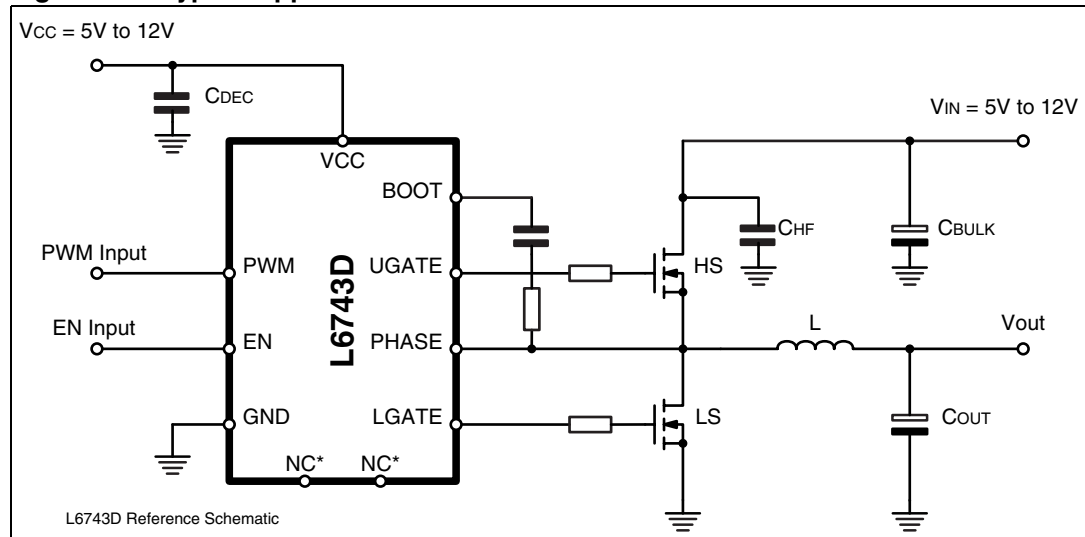 VCC = 5V to 12V
CDEC
VIN = 5V to 12V
VCC
BOOT
CHF
CBULK
PWM Input
PWM
UGATE
HS
L6743D
EN Input
EN
PHASE
L
Vout
GND
LGATE
LS
COUT
NC*
NC*
L6743D Reference Schematic